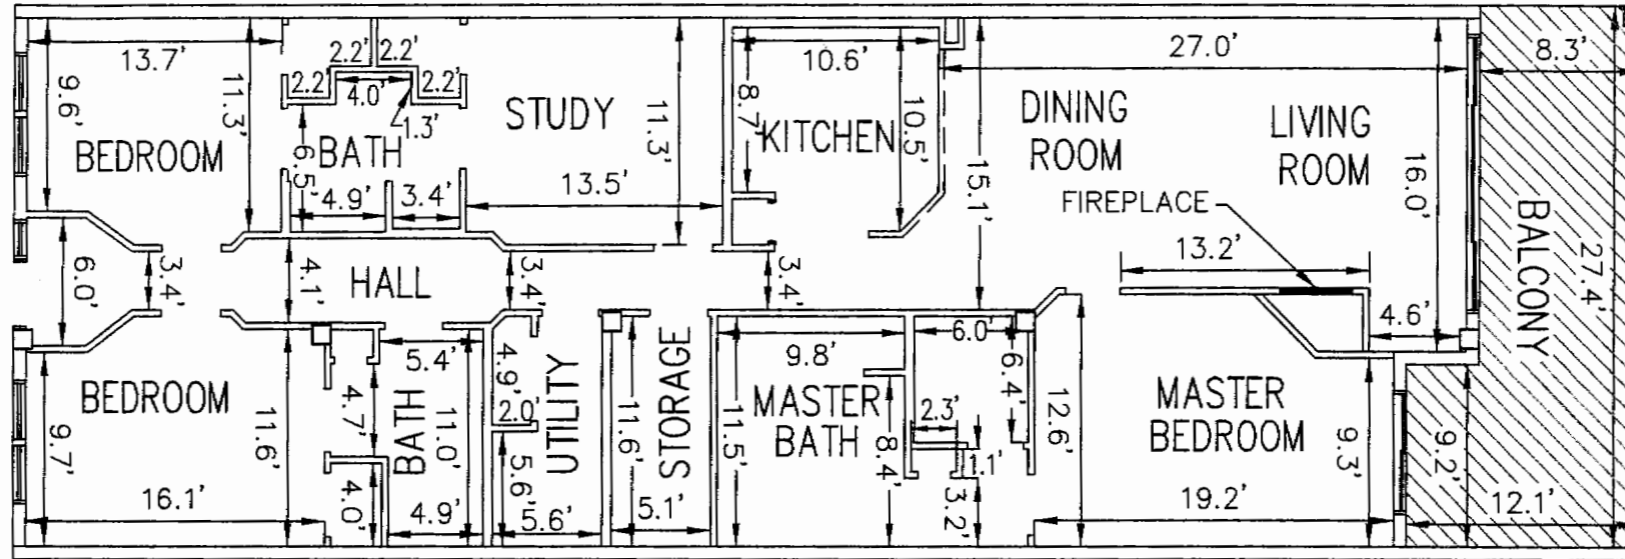 13.7'
2.2'
2.2'
27.0'
8.3'
9.6'
11.3'
2.2'
4.0'
2.2'
10.6'
1.3'
STUDY
11.3'
8.7'
KITCHEN
10.5'
DINING
ROOM
LIVING
ROOM
BEDROOM
BATH
6.5'
4.9'
3.4'
13.5'
15.1'
16.0'
FIREPLACE
13.2'
BALCONY
27.4'
6.0'
3.4'
4.1'
HALL
3.4'
3.4'
4.6'
BEDROOM
5.4'
4.9'
2.0'
UTILITY
STORAGE
9.8'
6.0'
6.4'
MASTER
BATH
2.3'
12.6'
MASTER
BEDROOM
9.7'
11.6'
4.7'
BATH
11.0'
11.6'
11.5'
8.4'
1.1'
9.3'
9.2'
16.1'
4.0'
4.9'
5.6'
5.6'
5.1'
3.2'
19.2'
12.1'